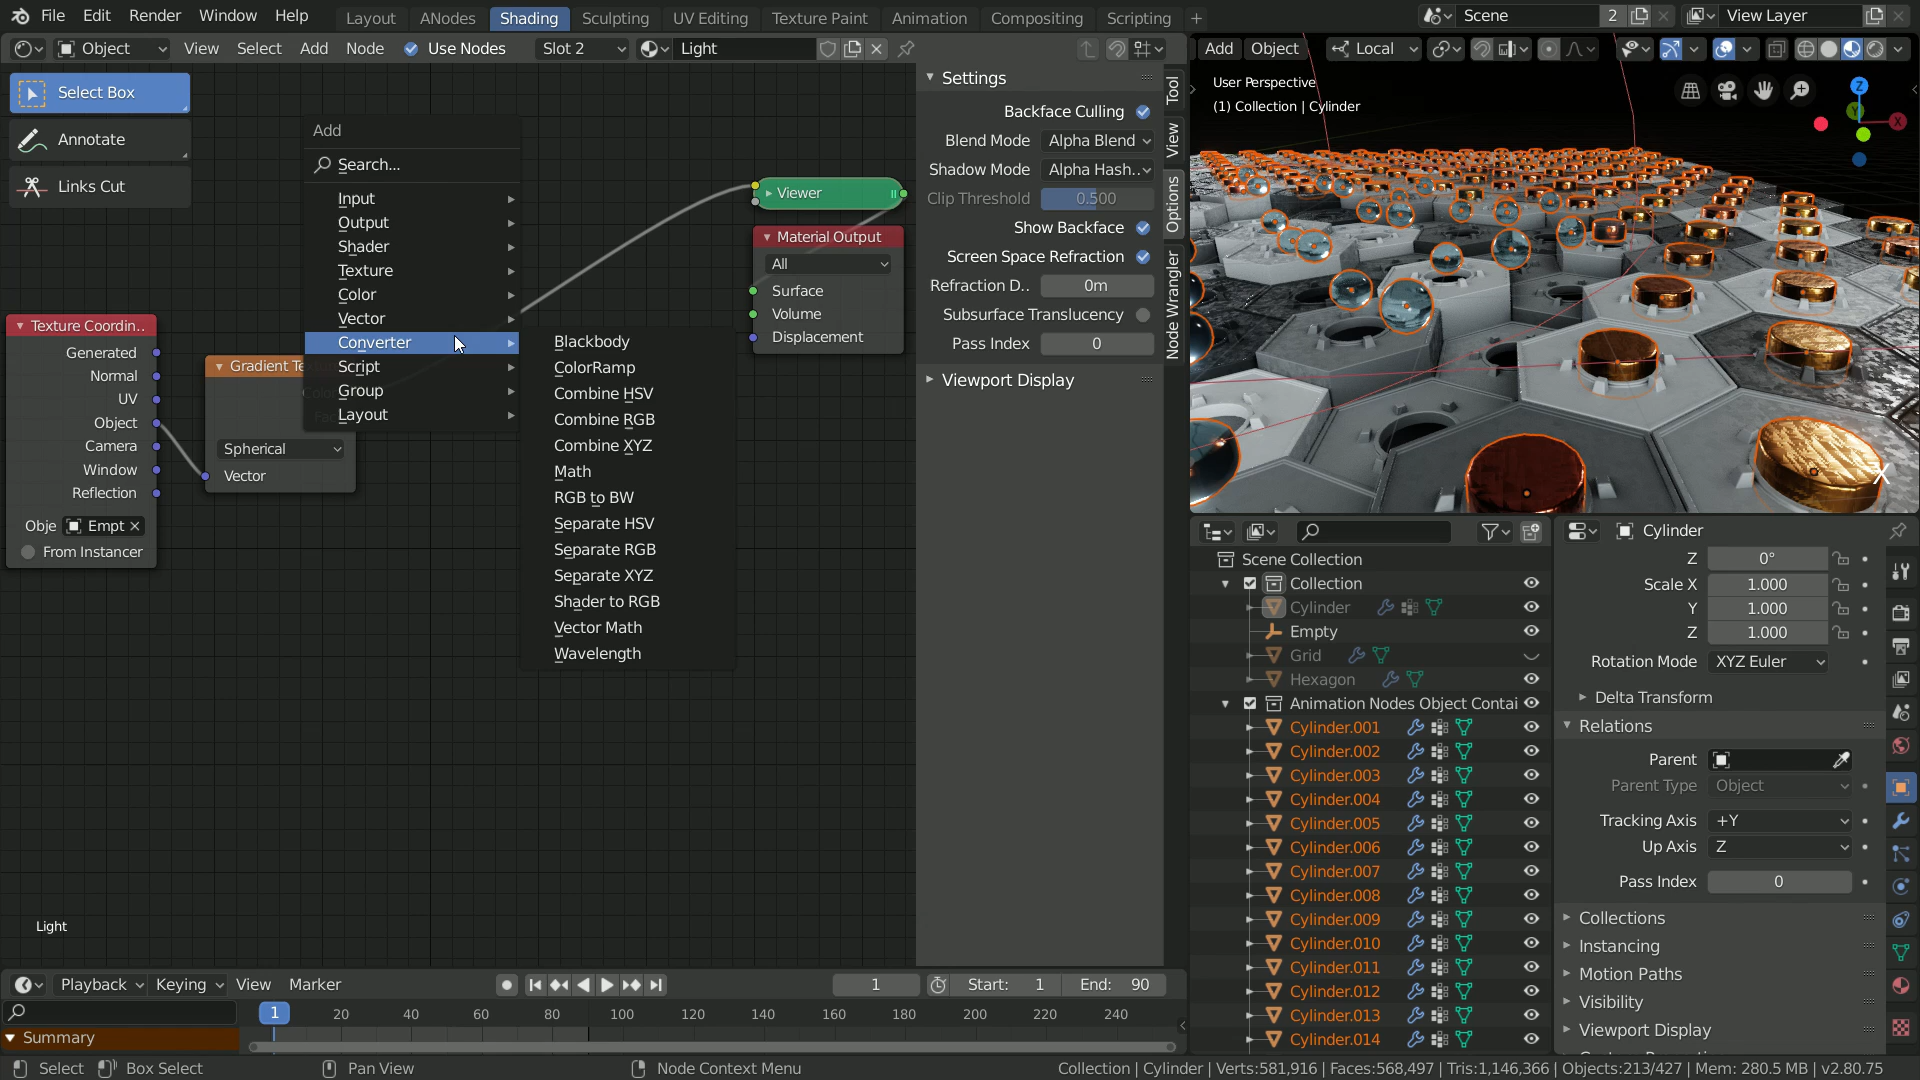 File Edit Render Window Help Layout ANodes Shading Sculpting UV Editing Texture Paint Animation Compositing Scripting + Scene 2 View Layer
Object View Select Add Node Use Nodes Slot 2 Light
Add Object Local
Select Box
Annotate
Links Cut
Add
Search...
Input
Output
Shader
Texture
Color
Vector
Converter
Script
Group
Layout
Blackbody
ColorRamp
Combine HSV
Combine RGB
Combine XYZ
Math
RGB to BW
Separate HSV
Separate RGB
Separate XYZ
Shader to RGB
Vector Math
Wavelength
Texture Coordin..
Generated
Normal
UV
Object
Camera
Window
Reflection
Obje Empt
From Instancer
Gradient Te
Spherical
Vector
Viewer
Material Output
All
Surface
Volume
Displacement
Light
Settings
Backface Culling
Blend Mode Alpha Blend
Shadow Mode Alpha Hash..
Clip Threshold 0.500
Show Backface
Screen Space Refraction
Refraction D.. 0m
Subsurface Translucency
Pass Index 0
Viewport Display
Tool
View
Options
Node Wrangler
User Perspective
(1) Collection | Cylinder
Z
Y
X
X
Scene Collection
Collection
Cylinder
Empty
Grid
Hexagon
Animation Nodes Object Contai
Cylinder.001
Cylinder.002
Cylinder.003
Cylinder.004
Cylinder.005
Cylinder.006
Cylinder.007
Cylinder.008
Cylinder.009
Cylinder.010
Cylinder.011
Cylinder.012
Cylinder.013
Cylinder.014
Cylinder
Z 0°
Scale X 1.000
Y 1.000
Z 1.000
Rotation Mode XYZ Euler
Delta Transform
Relations
Parent
Parent Type Object
Tracking Axis +Y
Up Axis Z
Pass Index 0
Collections
Instancing
Motion Paths
Visibility
Viewport Display
Playback Keying View Marker 1 Start: 1 End: 90
1 20 40 60 80 100 120 140 160 180 200 220 240
Summary
Select Box Select Pan View Node Context Menu Collection | Cylinder | Verts:581,916 | Faces:568,497 | Tris:1,146,366 | Objects:213/427 | Mem: 280.5 MB | v2.80.75